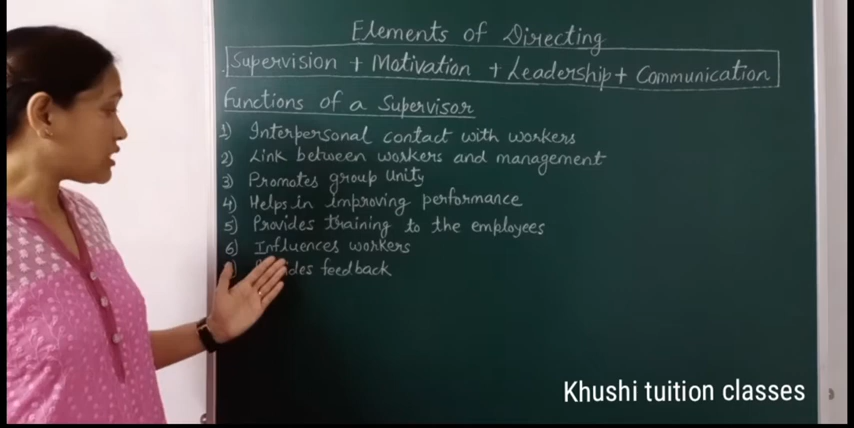 Elements of Directing
Supervision + Motivation + Leadership + Communication
Functions of a Supervisor
1) Interpersonal contact with workers
2) Link between workers and management
3) Promotes group Unity
4) Helps in improving performance
5) Provides training to the employees
6) Influences workers
feedback
Khushi tuition classes